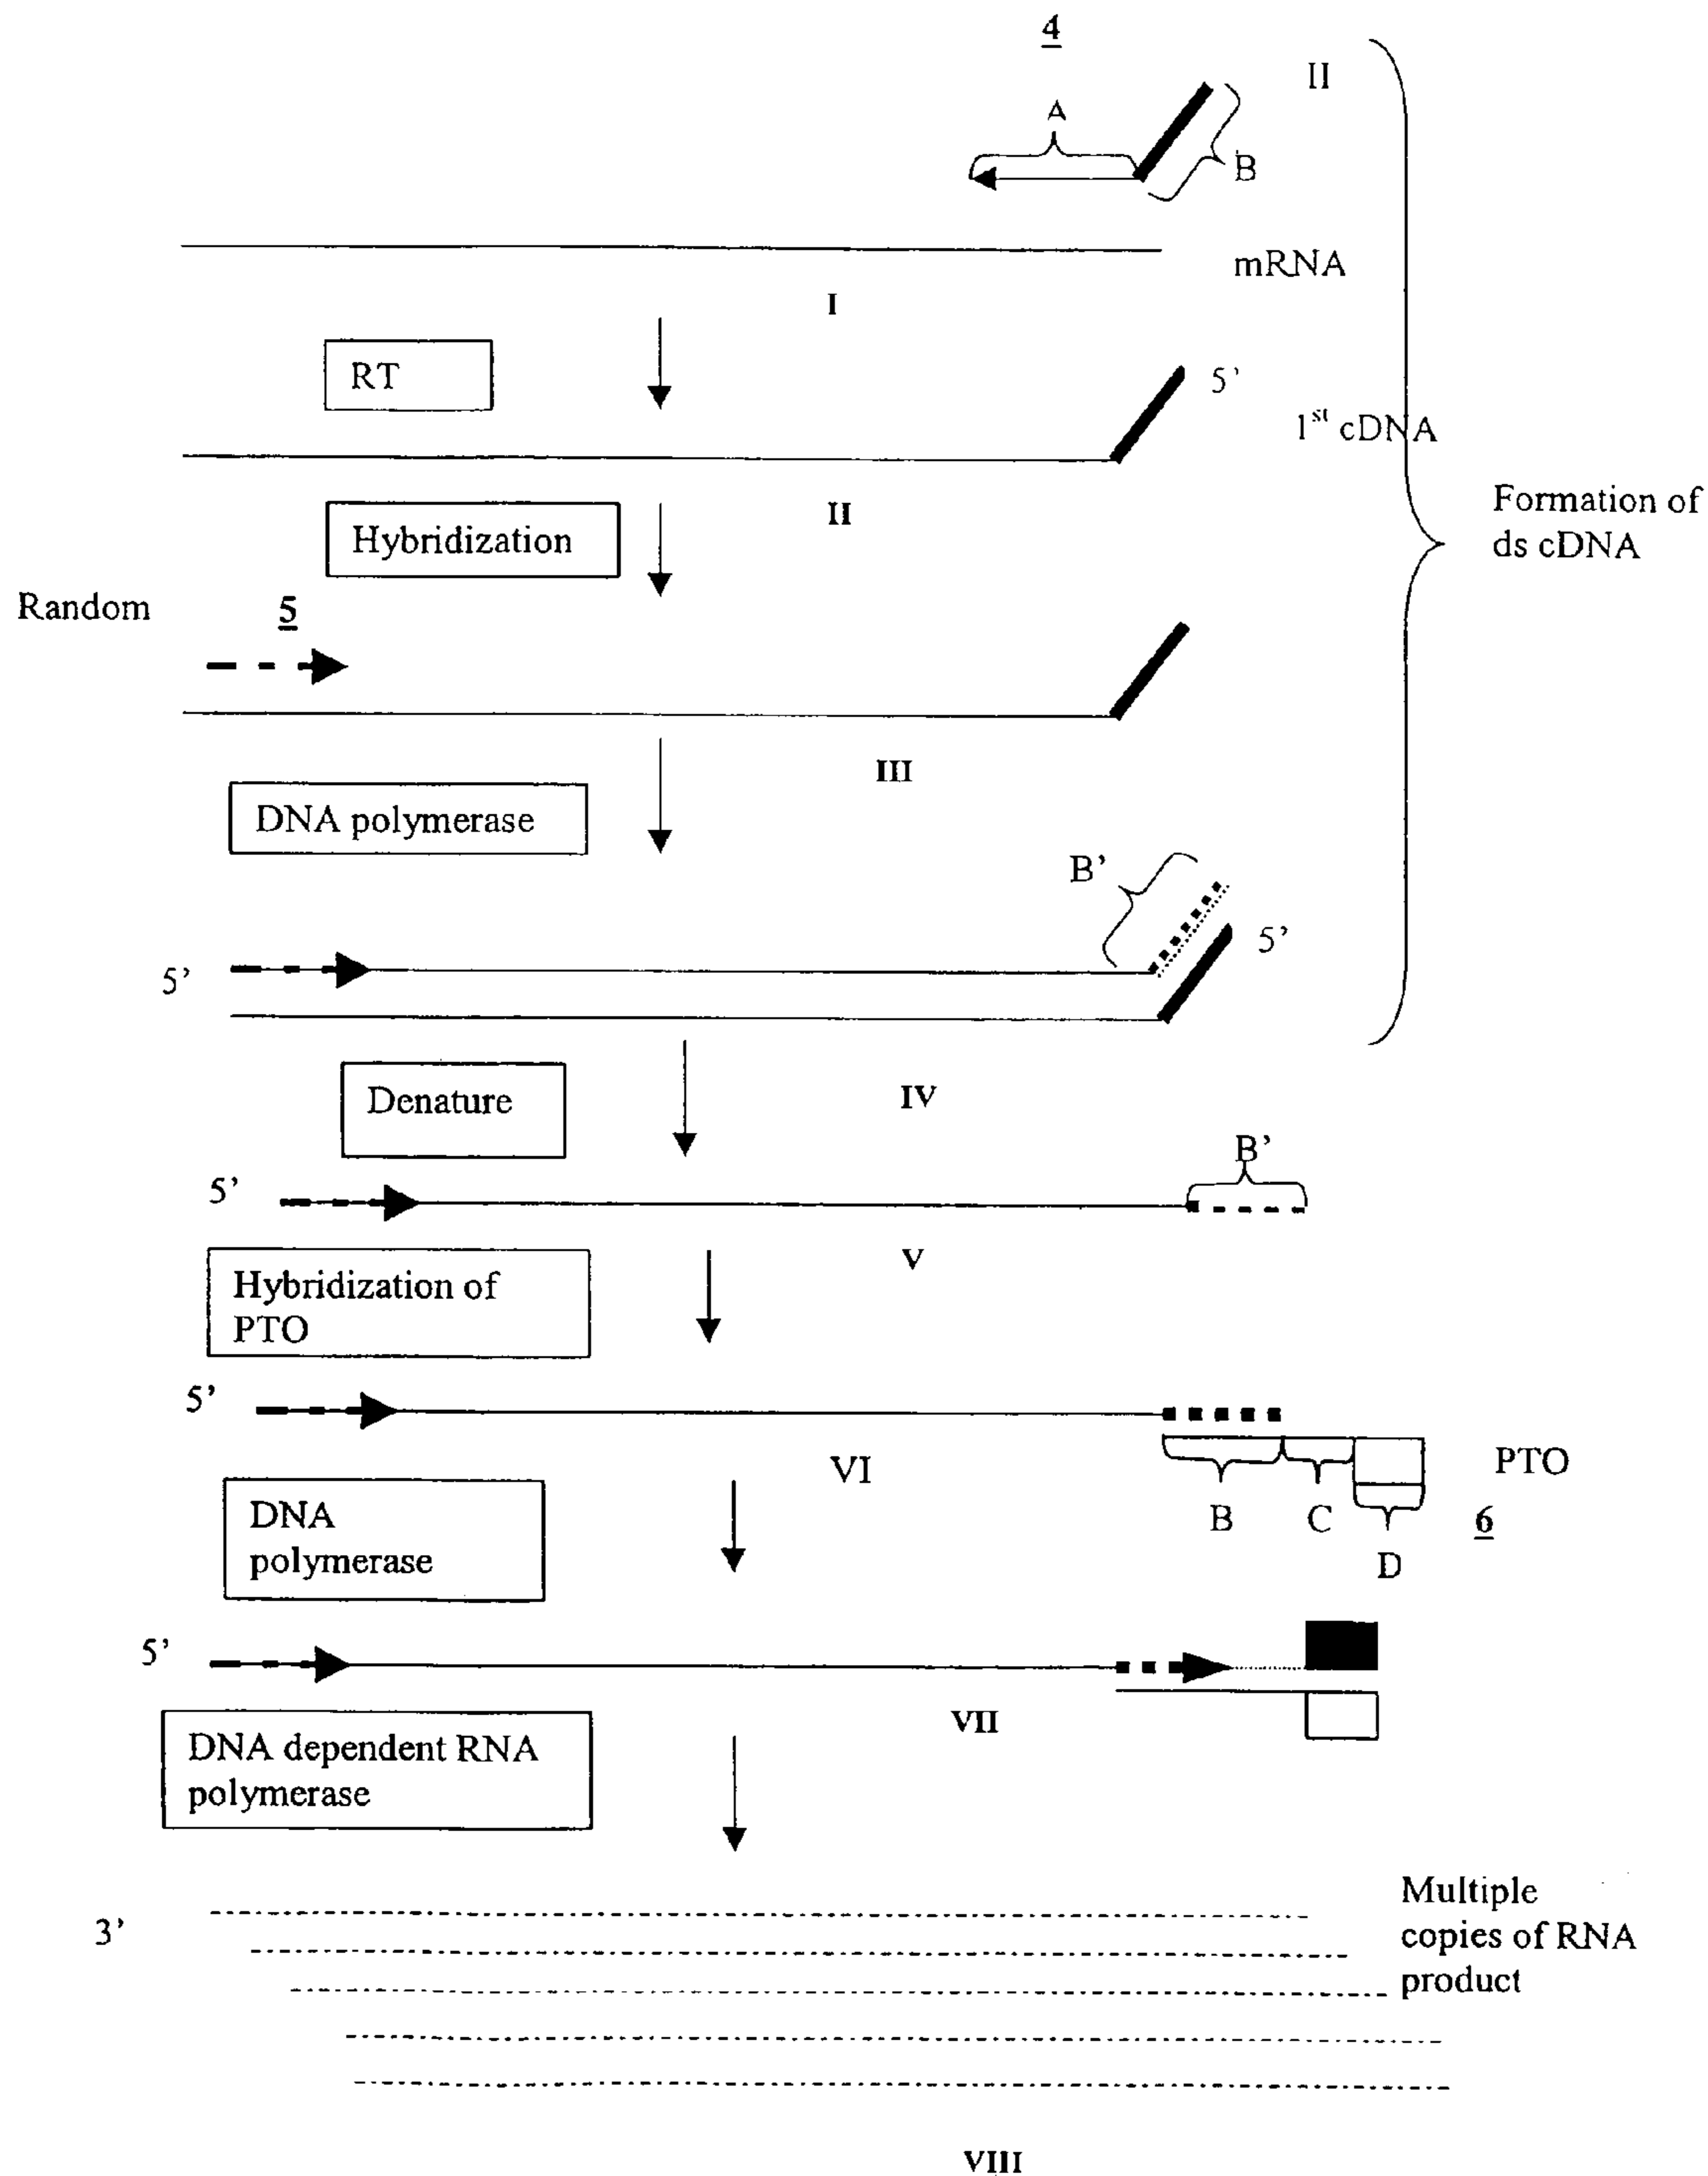 4
II
A
B
mRNA
I
RT
5’
1st cDNA
II
Hybridization
Formation of
ds cDNA
Random
5
III
DNA polymerase
B’
5’
5’
Denature
IV
B’
5’
V
Hybridization of
PTO
5’
VI
PTO
DNA
polymerase
B
C
6
D
5’
VII
DNA dependent RNA
polymerase
Multiple
copies of RNA
product
3’
VIII